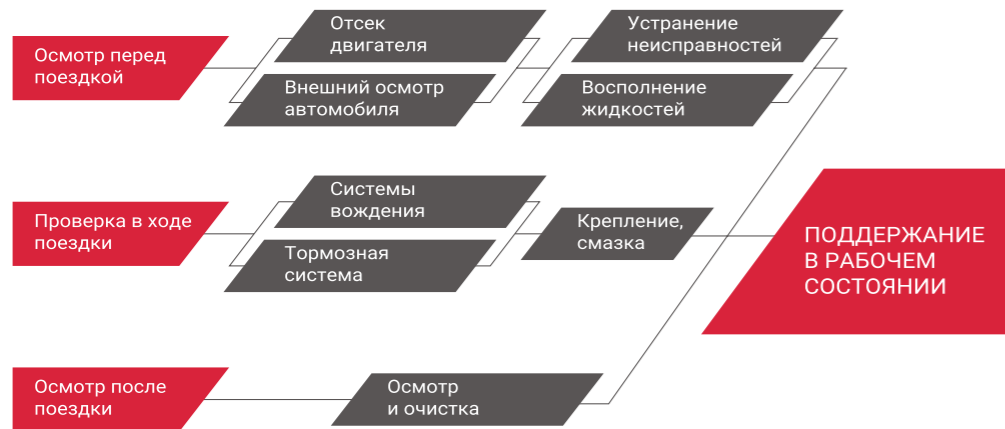 Осмотр перед
поездкой
Отсек
двигателя
Внешний осмотр
автомобиля
Устранение
неисправностей
Восполнение
жидкостей
Проверка в ходе
поездки
Системы
вождения
Тормозная
система
Крепление,
смазка
ПОДДЕРЖАНИЕ
В РАБОЧЕМ
СОСТОЯНИИ
Осмотр после
поездки
Осмотр
и очистка